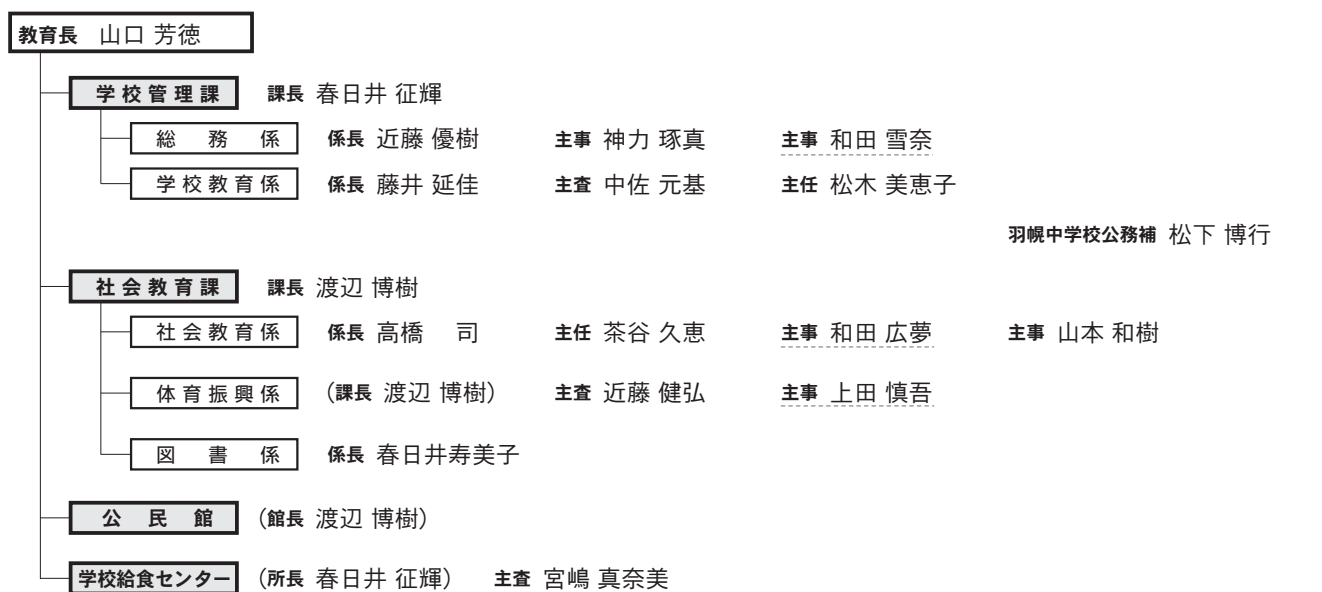 教育長 山口 芳徳
学校管理課 課長 春日井 征輝
総務係 係長 近藤 優樹 主事 神力 琢真 主事 和田 雪奈
学校教育係 係長 藤井 延佳 主査 中佐 元基 主任 松木 美恵子
羽幌中学校公務補 松下 博行
社会教育課 課長 渡辺 博樹
社会教育係 係長 高橋 司 主任 茶谷 久恵 主事 和田 広夢 主事 山本 和樹
体育振興係 （課長 渡辺 博樹） 主査 近藤 健弘 主事 上田 慎吾
図書係 係長 春日井寿美子
公民館 （館長 渡辺 博樹）
学校給食センター （所長 春日井 征輝） 主査 宮嶋 真奈美